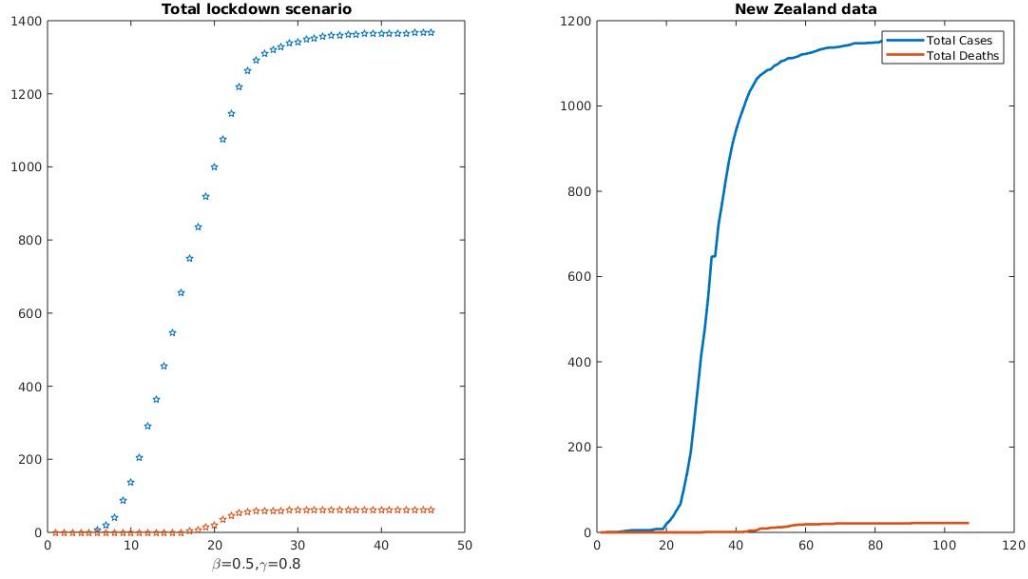 Total lockdown scenario
1400
1200
1000
800
600
400
200
0
0 10 20 30 40 50
β=0.5,γ=0.8
New Zealand data
1200
1000
800
600
400
200
0
0 20 40 60 80 100 120
Total Cases
Total Deaths